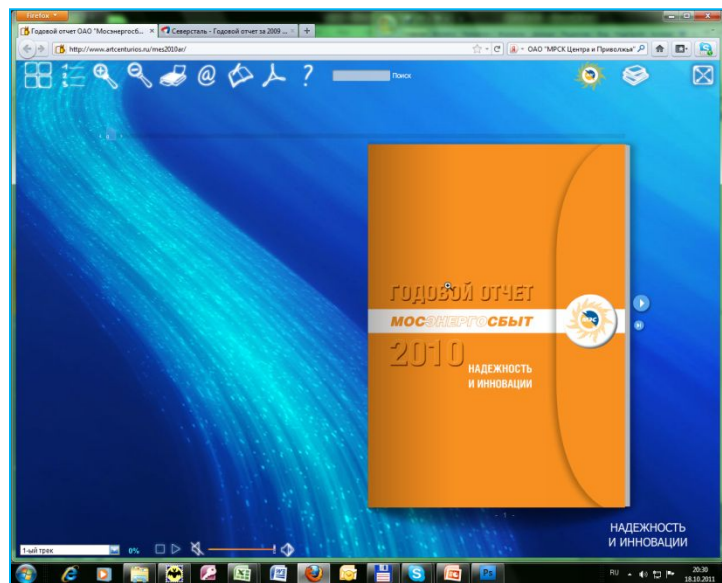 Firefox
Годовой отчет ОАО "Мосэнергосб...
Северсталь - Годовой отчет за 2009 ...
http://www.artcenturios.ru/mes2010ar/
ОАО "МРСК Центра и Приволжья"
Поиск
ГОДОВОЙ ОТЧЕТ
МОСЭНЕРГОСБЫТ
МЭС
2010
НАДЕЖНОСТЬ
И ИННОВАЦИИ
НАДЕЖНОСТЬ
И ИННОВАЦИИ
1-ый трек
0%
RU
20:30
18.10.2011